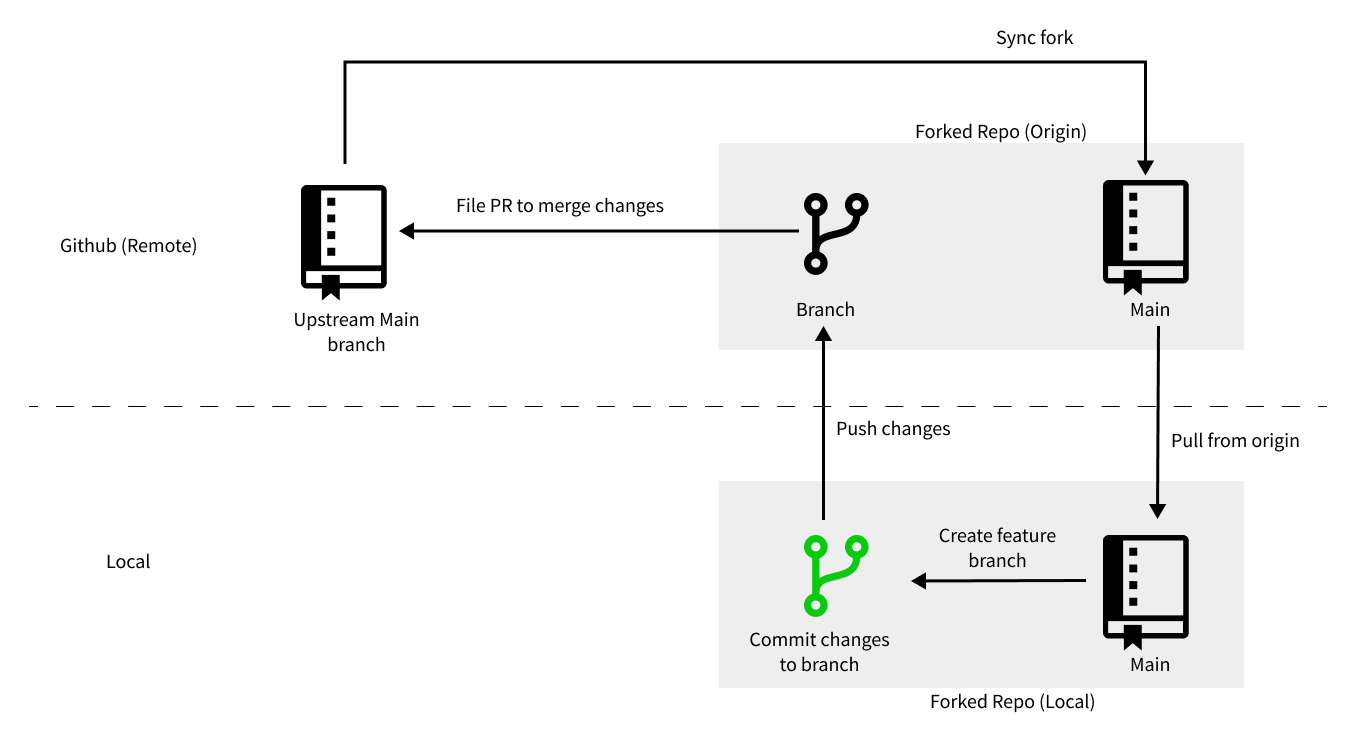 Sync fork
Forked Repo (Origin)
File PR to merge changes
Github (Remote)
Upstream Main
branch
Branch
Main
Push changes
Pull from origin
Local
Create feature
branch
Commit changes
to branch
Main
Forked Repo (Local)